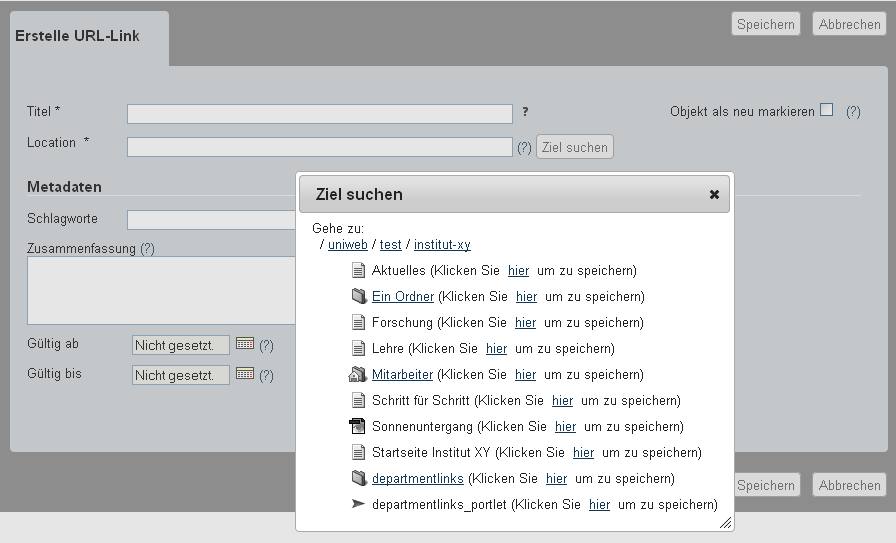 Erstelle URL-Link
Speichern Abbrechen
Titel * ? Objekt als neu markieren (?)
Location * (?) Ziel suchen
Metadaten
Schlagworte
Zusammenfassung (?)
Gültig ab Nicht gesetzt. (?)
Gültig bis Nicht gesetzt. (?)
Ziel suchen ✖
Gehe zu:
/ uniweb / test / institut-xy
Aktuelles (Klicken Sie hier um zu speichern)
Ein Ordner (Klicken Sie hier um zu speichern)
Forschung (Klicken Sie hier um zu speichern)
Lehre (Klicken Sie hier um zu speichern)
Mitarbeiter (Klicken Sie hier um zu speichern)
Schritt für Schritt (Klicken Sie hier um zu speichern)
Sonnenuntergang (Klicken Sie hier um zu speichern)
Startseite Institut XY (Klicken Sie hier um zu speichern)
departmentlinks (Klicken Sie hier um zu speichern)
departmentlinks_portlet (Klicken Sie hier um zu speichern)
Speichern Abbrechen